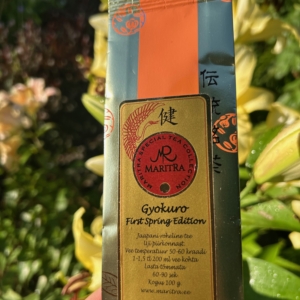 健
伝
MARITRA SPECIAL TEA COLLECTION
MR
MARITRA
Gyokuro
First Spring Edition
Jaapani roheline tee
Uji piirkonnast
Vee temperatuur 50-60 kraadi
1-1,5 tl 200 ml vee kohta
Lasta tõmmata
60-90 sek
Kogus 100 g
www.maritra.ee